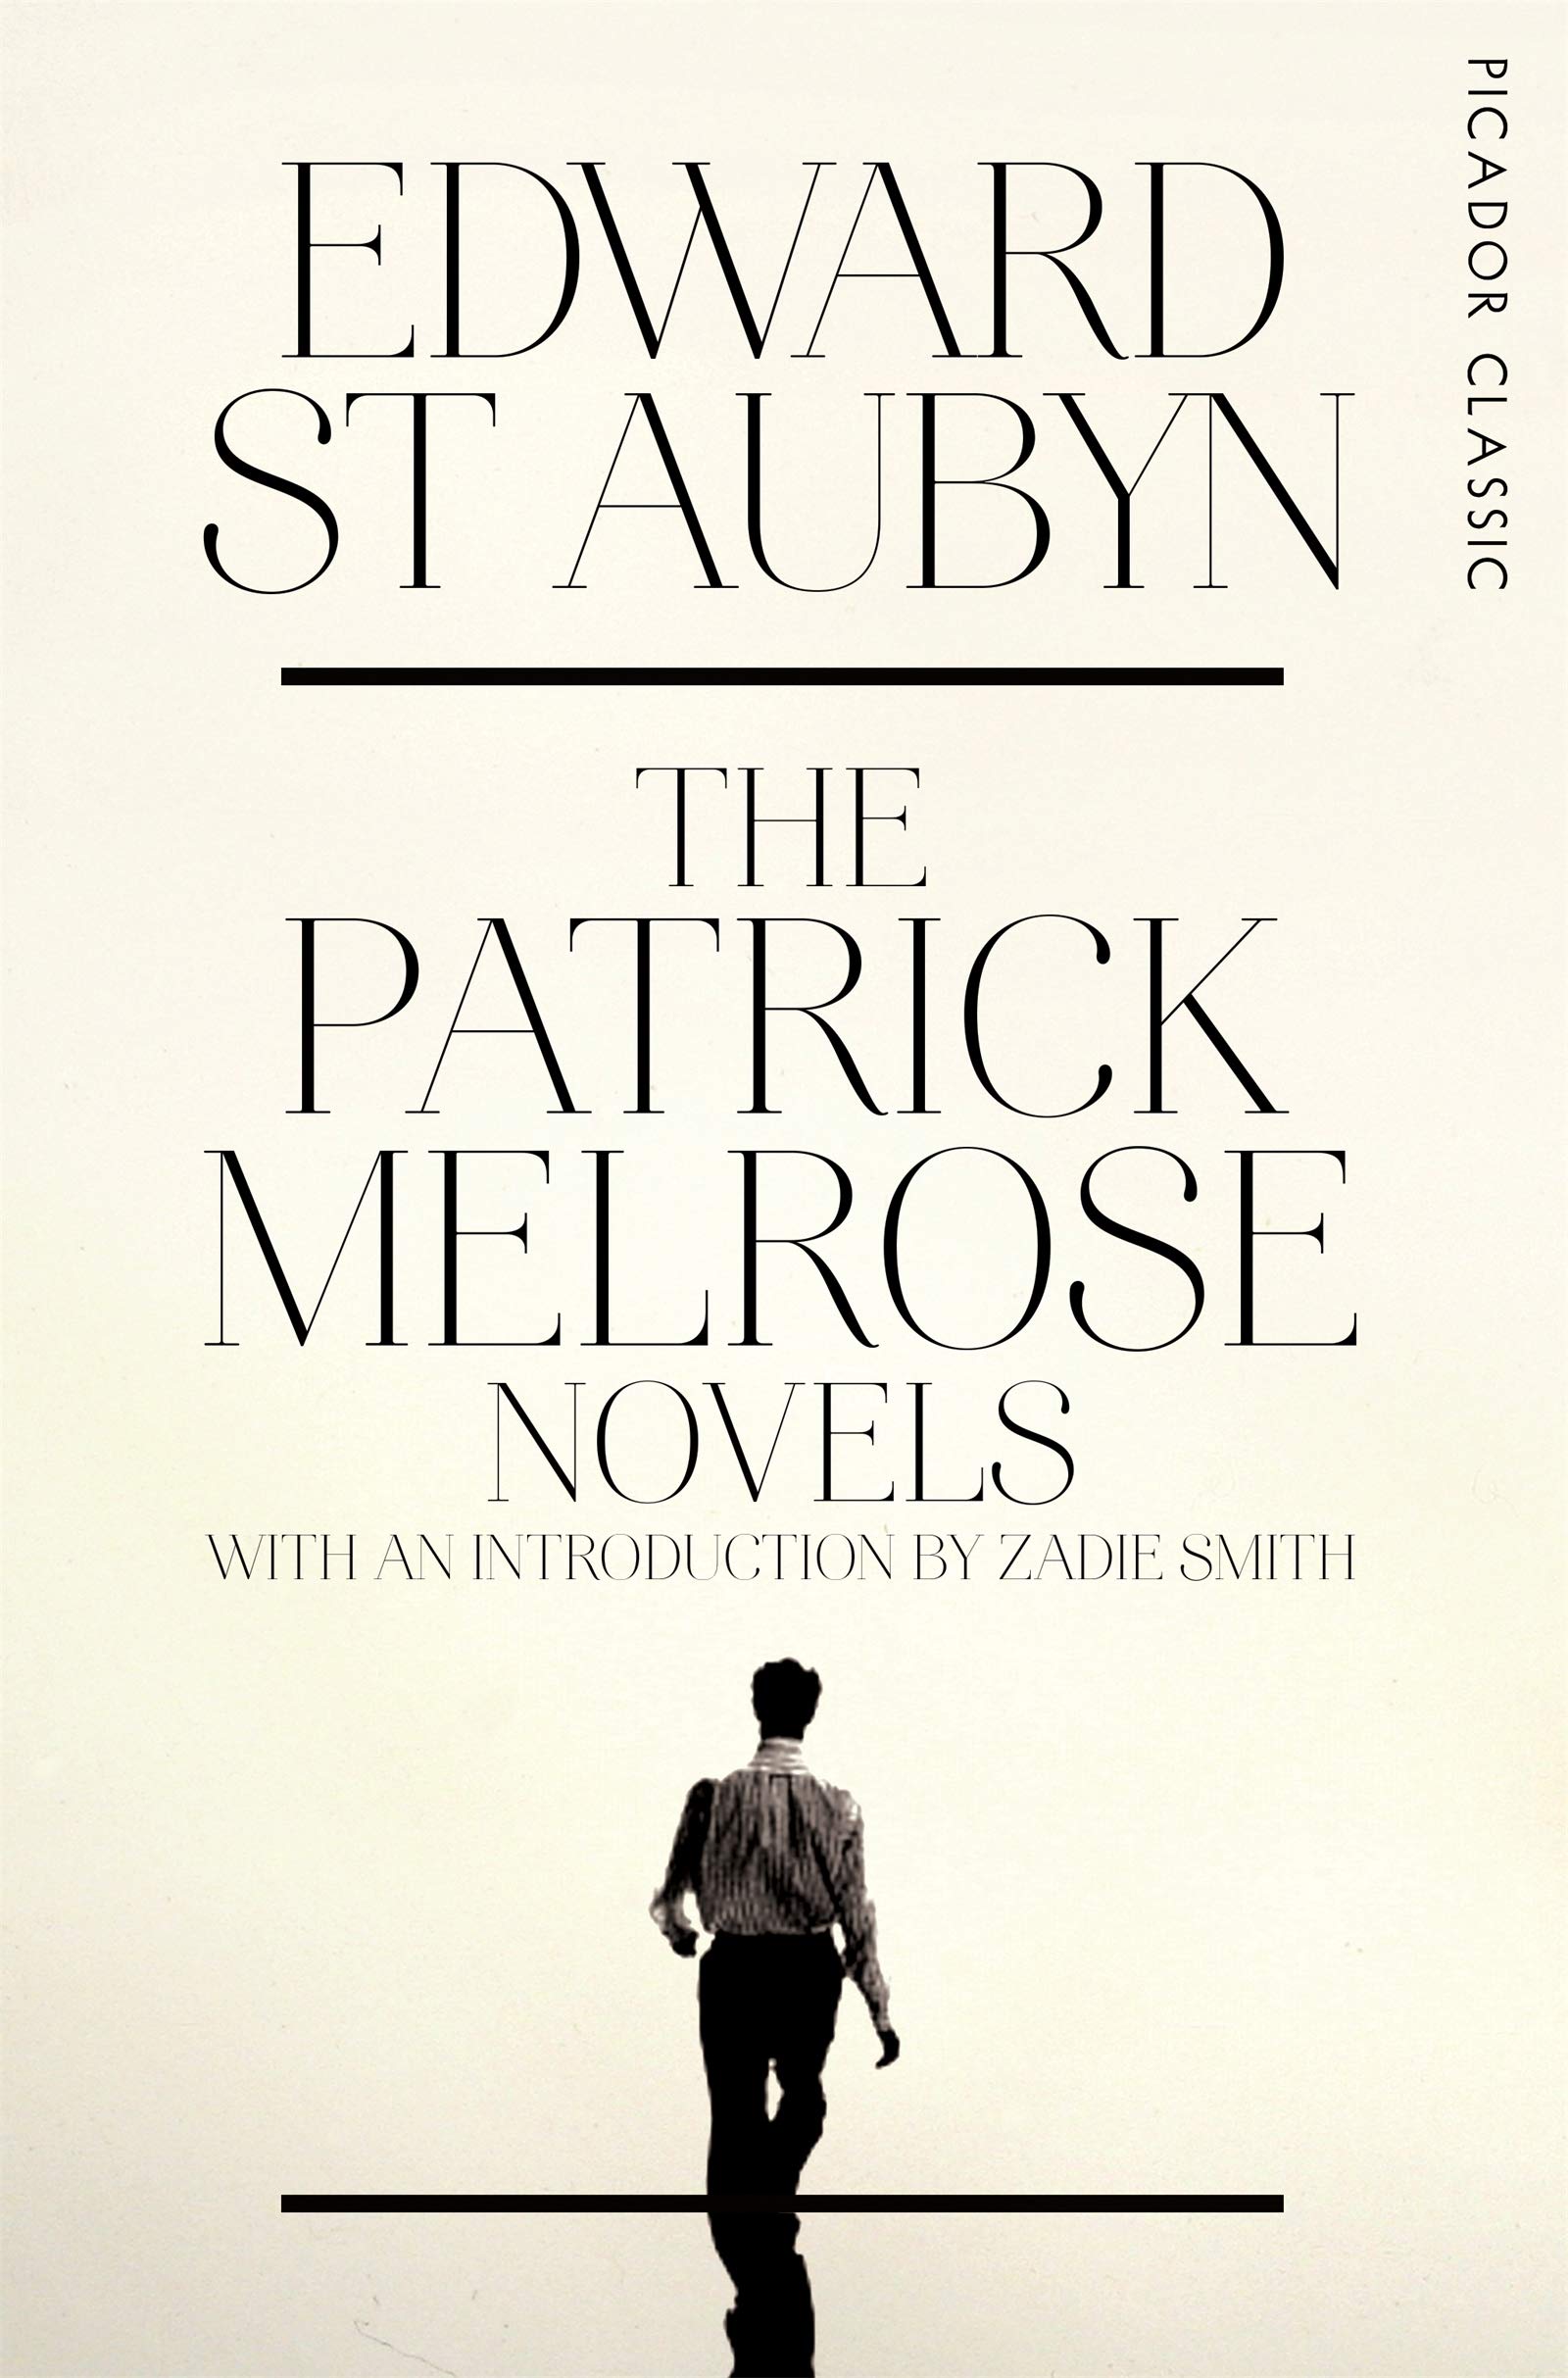 PICADOR CLASSIC
EDWARD
ST AUBYN
THE
PATRICK
MELROSE
NOVELS
WITH AN INTRODUCTION BY ZADIE SMITH